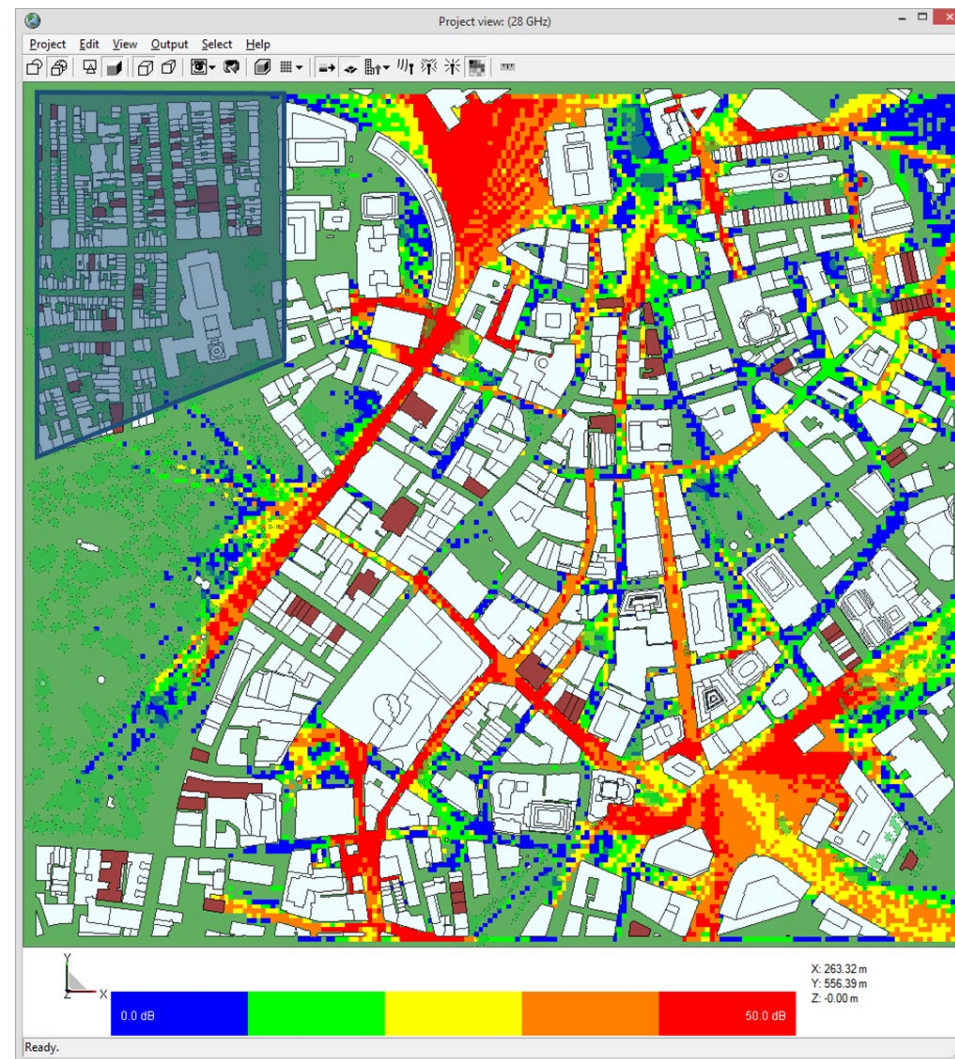 Project view: (28 GHz)
Project Edit View Output Select Help
X: 263.32 m
Y: 556.39 m
Z: -0.00 m
Y
Z X
0.0 dB 50.0 dB
Ready.